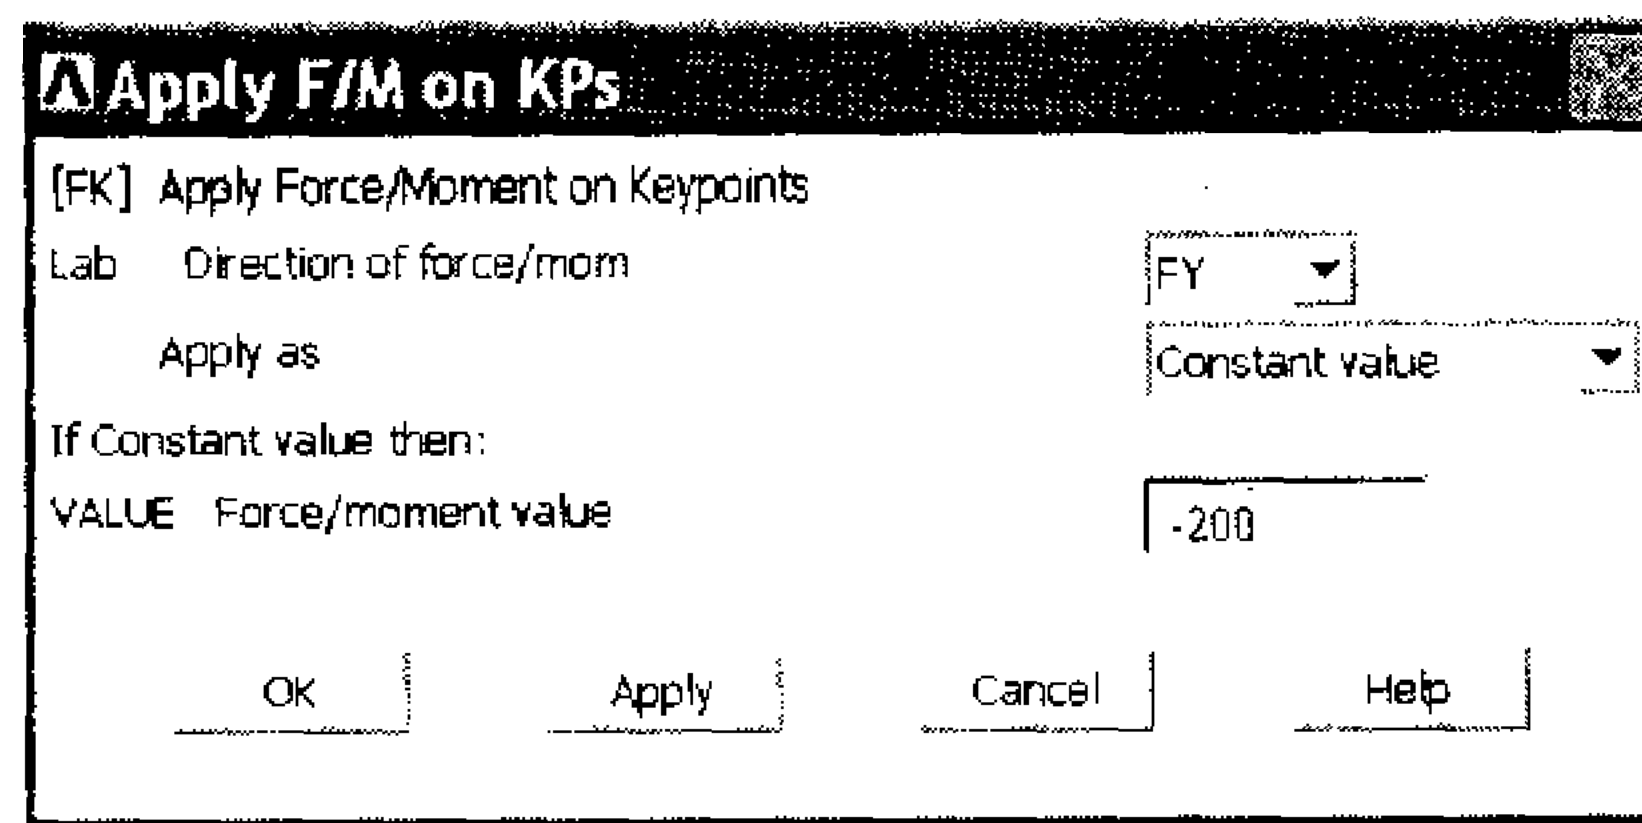 Apply F/M on KPs
[FK] Apply Force/Moment on Keypoints
Lab Direction of force/mom FY
Apply as Constant value
If Constant value then:
VALUE Force/moment value -200
OK Apply Cancel Help